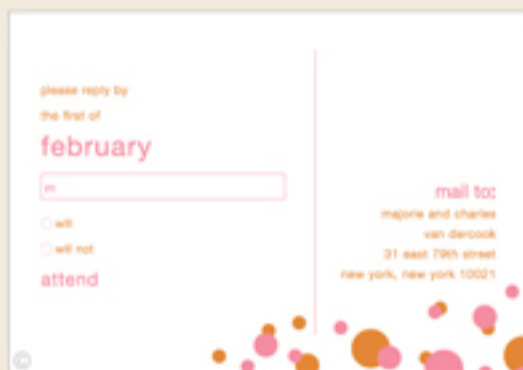 please reply by
the first of
february
m
will
will not
attend
mail to:
majorie and charles
van dercook
31 east 79th street
new york, new york 10021